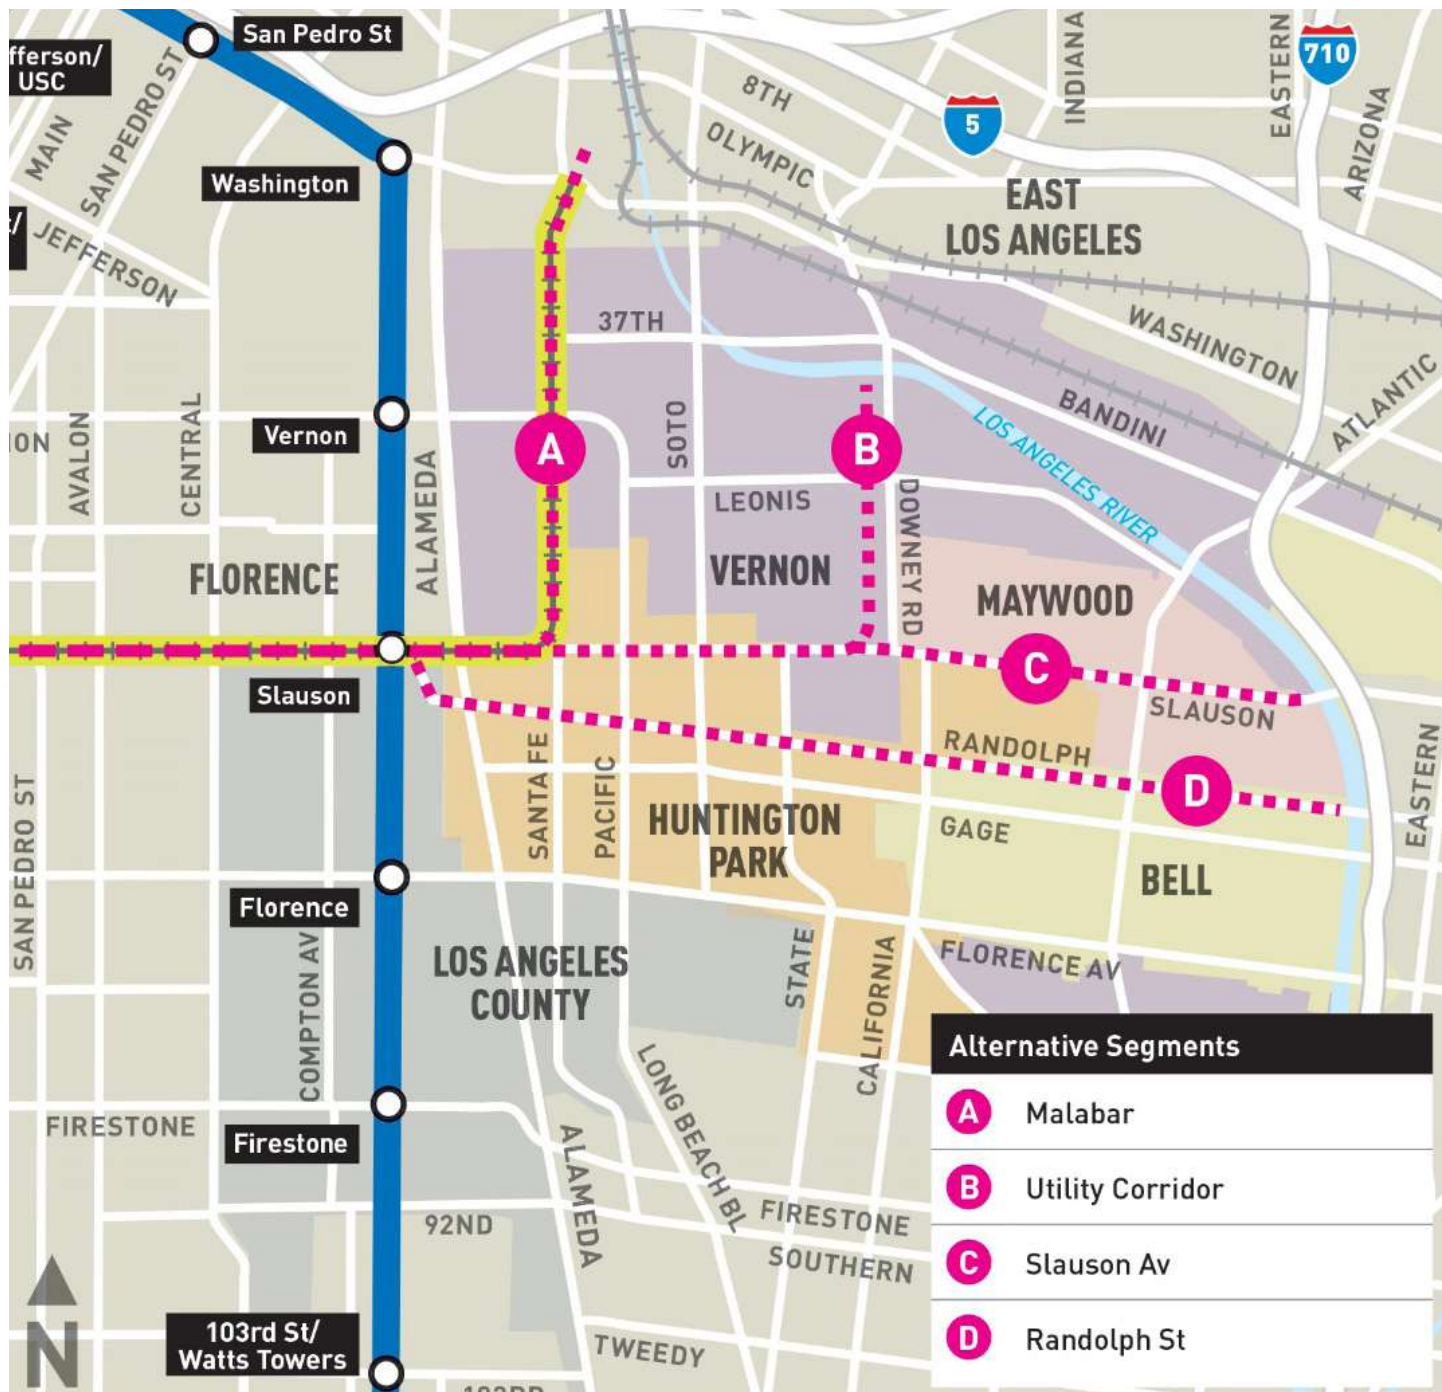 San Pedro St
fferson/
USC
MAIN
SAN PEDRO ST
8TH
INDIANA
EASTERN
710
5
ARIZONA
Washington
OLYMPIC
EAST
LOS ANGELES
/
JEFFERSON
37TH
WASHINGTON
ATLANTIC
BANDINI
LOS ANGELES RIVER
Vernon
ION
AVALON
CENTRAL
ALAMEDA
A
SOTO
B
LEONIS
DOWNEY RD
FLORENCE
VERNON
MAYWOOD
C
Slauson
SLAUSON
RANDOLPH
D
SANTA FE
PACIFIC
HUNTINGTON
PARK
GAGE
EASTERN
SAN PEDRO ST
BELL
Florence
COMPTON AV
LOS ANGELES
COUNTY
STATE
CALIFORNIA
FLORENCE AV
LONG BEACH BL
FIRESTONE
Firestone
ALAMEDA
92ND
FIRESTONE
SOUTHERN
TWEEDY
103rd St/
Watts Towers
103RD
N
Alternative Segments
A Malabar
B Utility Corridor
C Slauson Av
D Randolph St